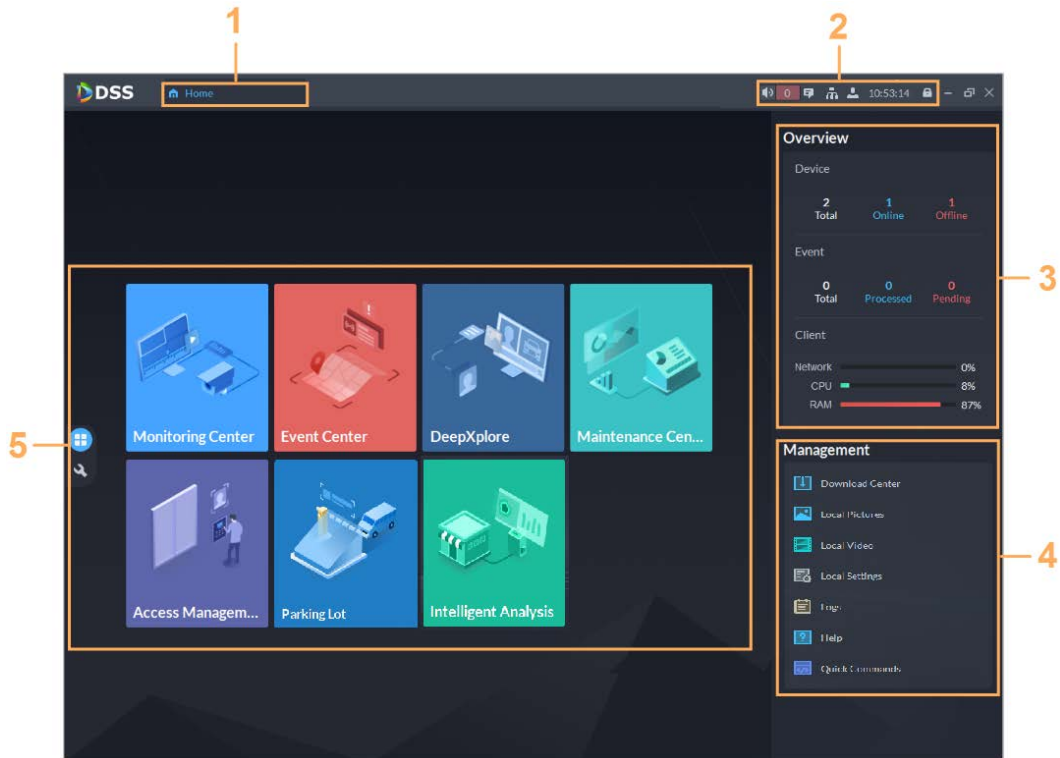 1
2
DSS
Home
0
10:53:14
Overview
Device
2
1
1
Total
Online
Offline
3
Event
0
0
0
Total
Processed
Pending
Client
Network
0%
CPU
8%
RAM
87%
Monitoring Center
Event Center
DeepXplore
Maintenance Cen...
5
Management
Download Center
Local Pictures
Local Video
4
Local Settings
Logs
Help
Quick Commands
Access Managem...
Parking Lot
Intelligent Analysis